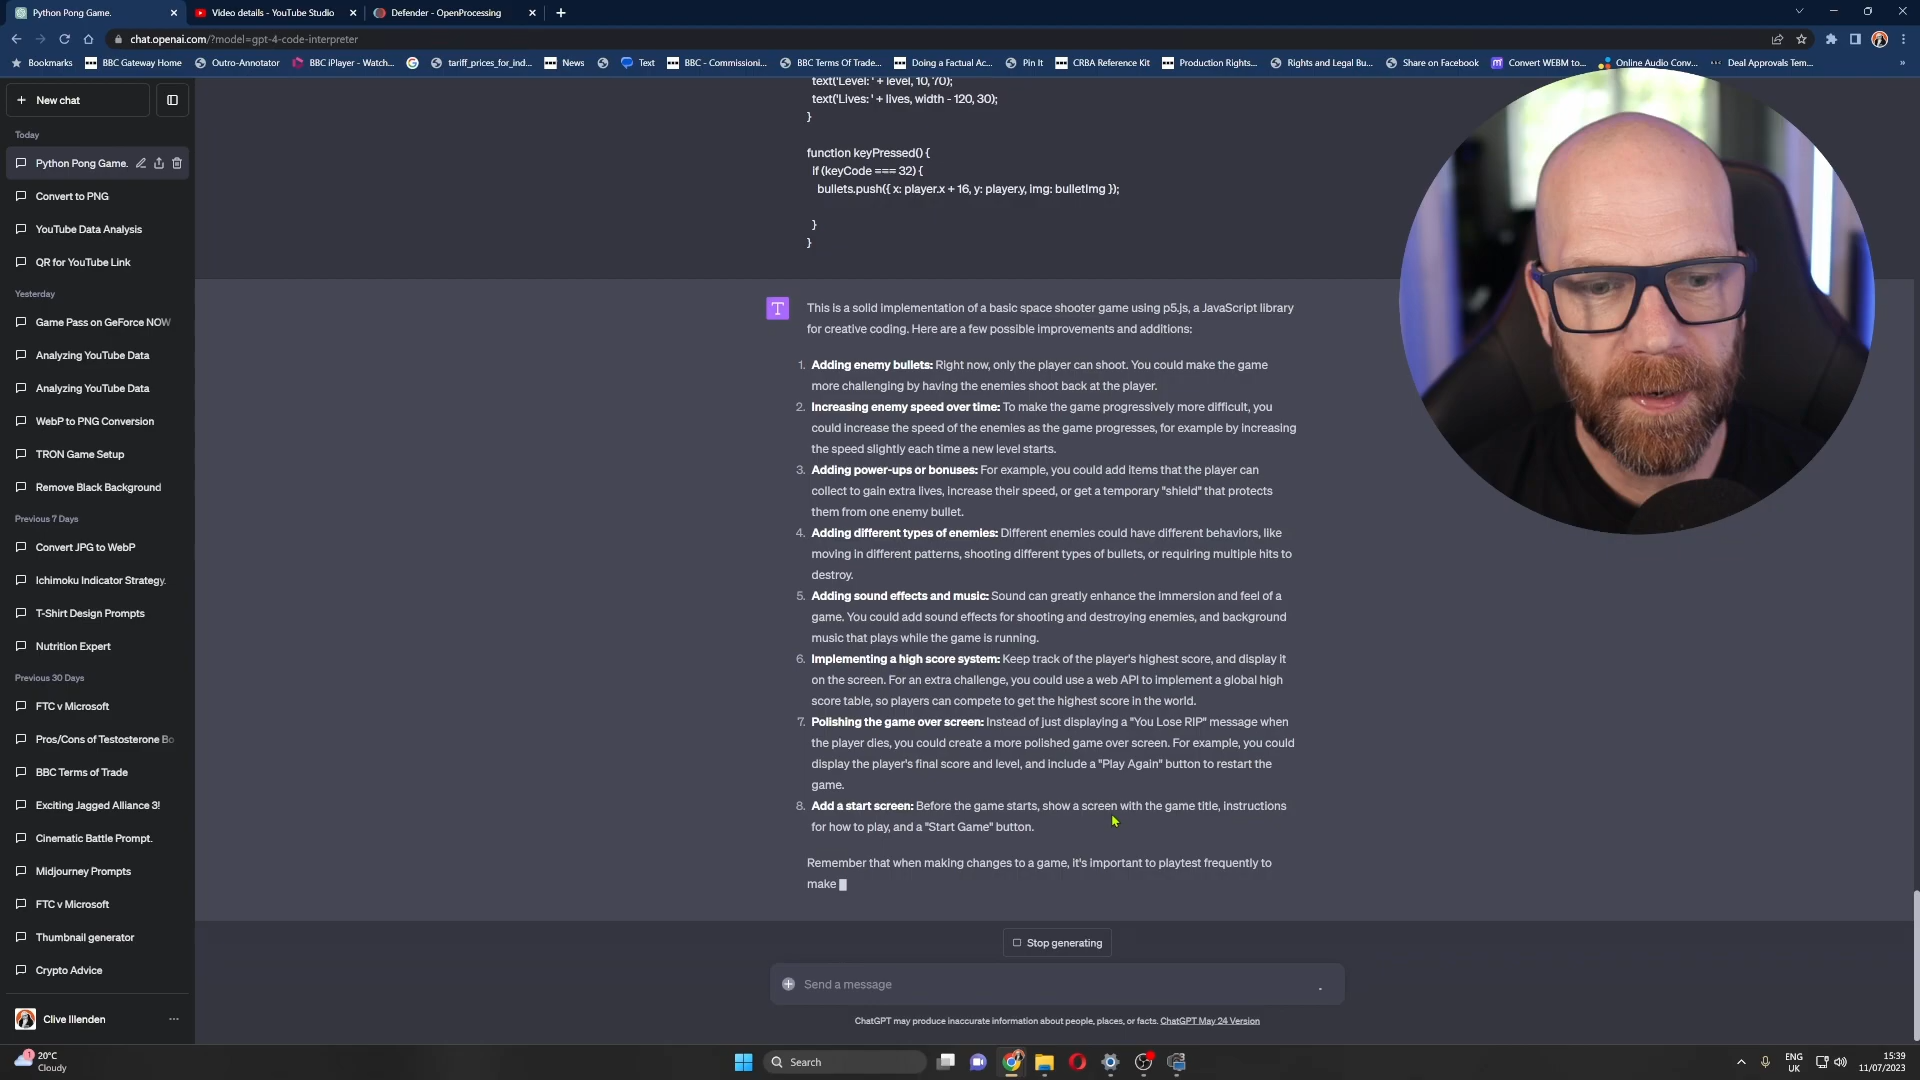 Python Pong Game.
Video details - YouTube Studio
Defender - OpenProcessing
chat.openai.com/?model=gpt-4-code-interpreter
Bookmarks
BBC Gateway Home
Outro-Annotator
BBC iPlayer - Watch...
tariff_prices_for_ind...
News
Text
BBC - Commissioni...
BBC Terms Of Trade...
Doing a Factual Ac...
Pin It
CRBA Reference Kit
Production Rights...
Rights and Legal Bu...
Share on Facebook
Convert WEBM to...
Online Audio Conv...
Deal Approvals Tem...
New chat
Today
Python Pong Game.
Convert to PNG
YouTube Data Analysis
QR for YouTube Link
Yesterday
Game Pass on GeForce NOW
Analyzing YouTube Data
Analyzing YouTube Data
WebP to PNG Conversion
TRON Game Setup
Remove Black Background
Previous 7 Days
Convert JPG to WebP
Ichimoku Indicator Strategy.
T-Shirt Design Prompts
Nutrition Expert
Previous 30 Days
FTC v Microsoft
Pros/Cons of Testosterone Bo
BBC Terms of Trade
Exciting Jagged Alliance 3!
Cinematic Battle Prompt.
Midjourney Prompts
FTC v Microsoft
Thumbnail generator
Crypto Advice
Clive Illenden
text('Level: ' + level, 10, 70);
text('Lives: ' + lives, width - 120, 30);
}
function keyPressed() {
if (keyCode === 32) {
bullets.push({ x: player.x + 16, y: player.y, img: bulletImg });
}
}
T
This is a solid implementation of a basic space shooter game using p5.js, a JavaScript library
for creative coding. Here are a few possible improvements and additions:
1. Adding enemy bullets: Right now, only the player can shoot. You could make the game
more challenging by having the enemies shoot back at the player.
2. Increasing enemy speed over time: To make the game progressively more difficult, you
could increase the speed of the enemies as the game progresses, for example by increasing
the speed slightly each time a new level starts.
3. Adding power-ups or bonuses: For example, you could add items that the player can
collect to gain extra lives, increase their speed, or get a temporary "shield" that protects
them from one enemy bullet.
4. Adding different types of enemies: Different enemies could have different behaviors, like
moving in different patterns, shooting different types of bullets, or requiring multiple hits to
destroy.
5. Adding sound effects and music: Sound can greatly enhance the immersion and feel of a
game. You could add sound effects for shooting and destroying enemies, and background
music that plays while the game is running.
6. Implementing a high score system: Keep track of the player's highest score, and display it
on the screen. For an extra challenge, you could use a web API to implement a global high
score table, so players can compete to get the highest score in the world.
7. Polishing the game over screen: Instead of just displaying a "You Lose RIP" message when
the player dies, you could create a more polished game over screen. For example, you could
display the player's final score and level, and include a "Play Again" button to restart the
game.
8. Add a start screen: Before the game starts, show a screen with the game title, instructions
for how to play, and a "Start Game" button.
Remember that when making changes to a game, it's important to playtest frequently to
make
Stop generating
Send a message
ChatGPT may produce inaccurate information about people, places, or facts. ChatGPT May 24 Version
1
20°C
Cloudy
Search
ENG
UK
15:39
11/07/2023